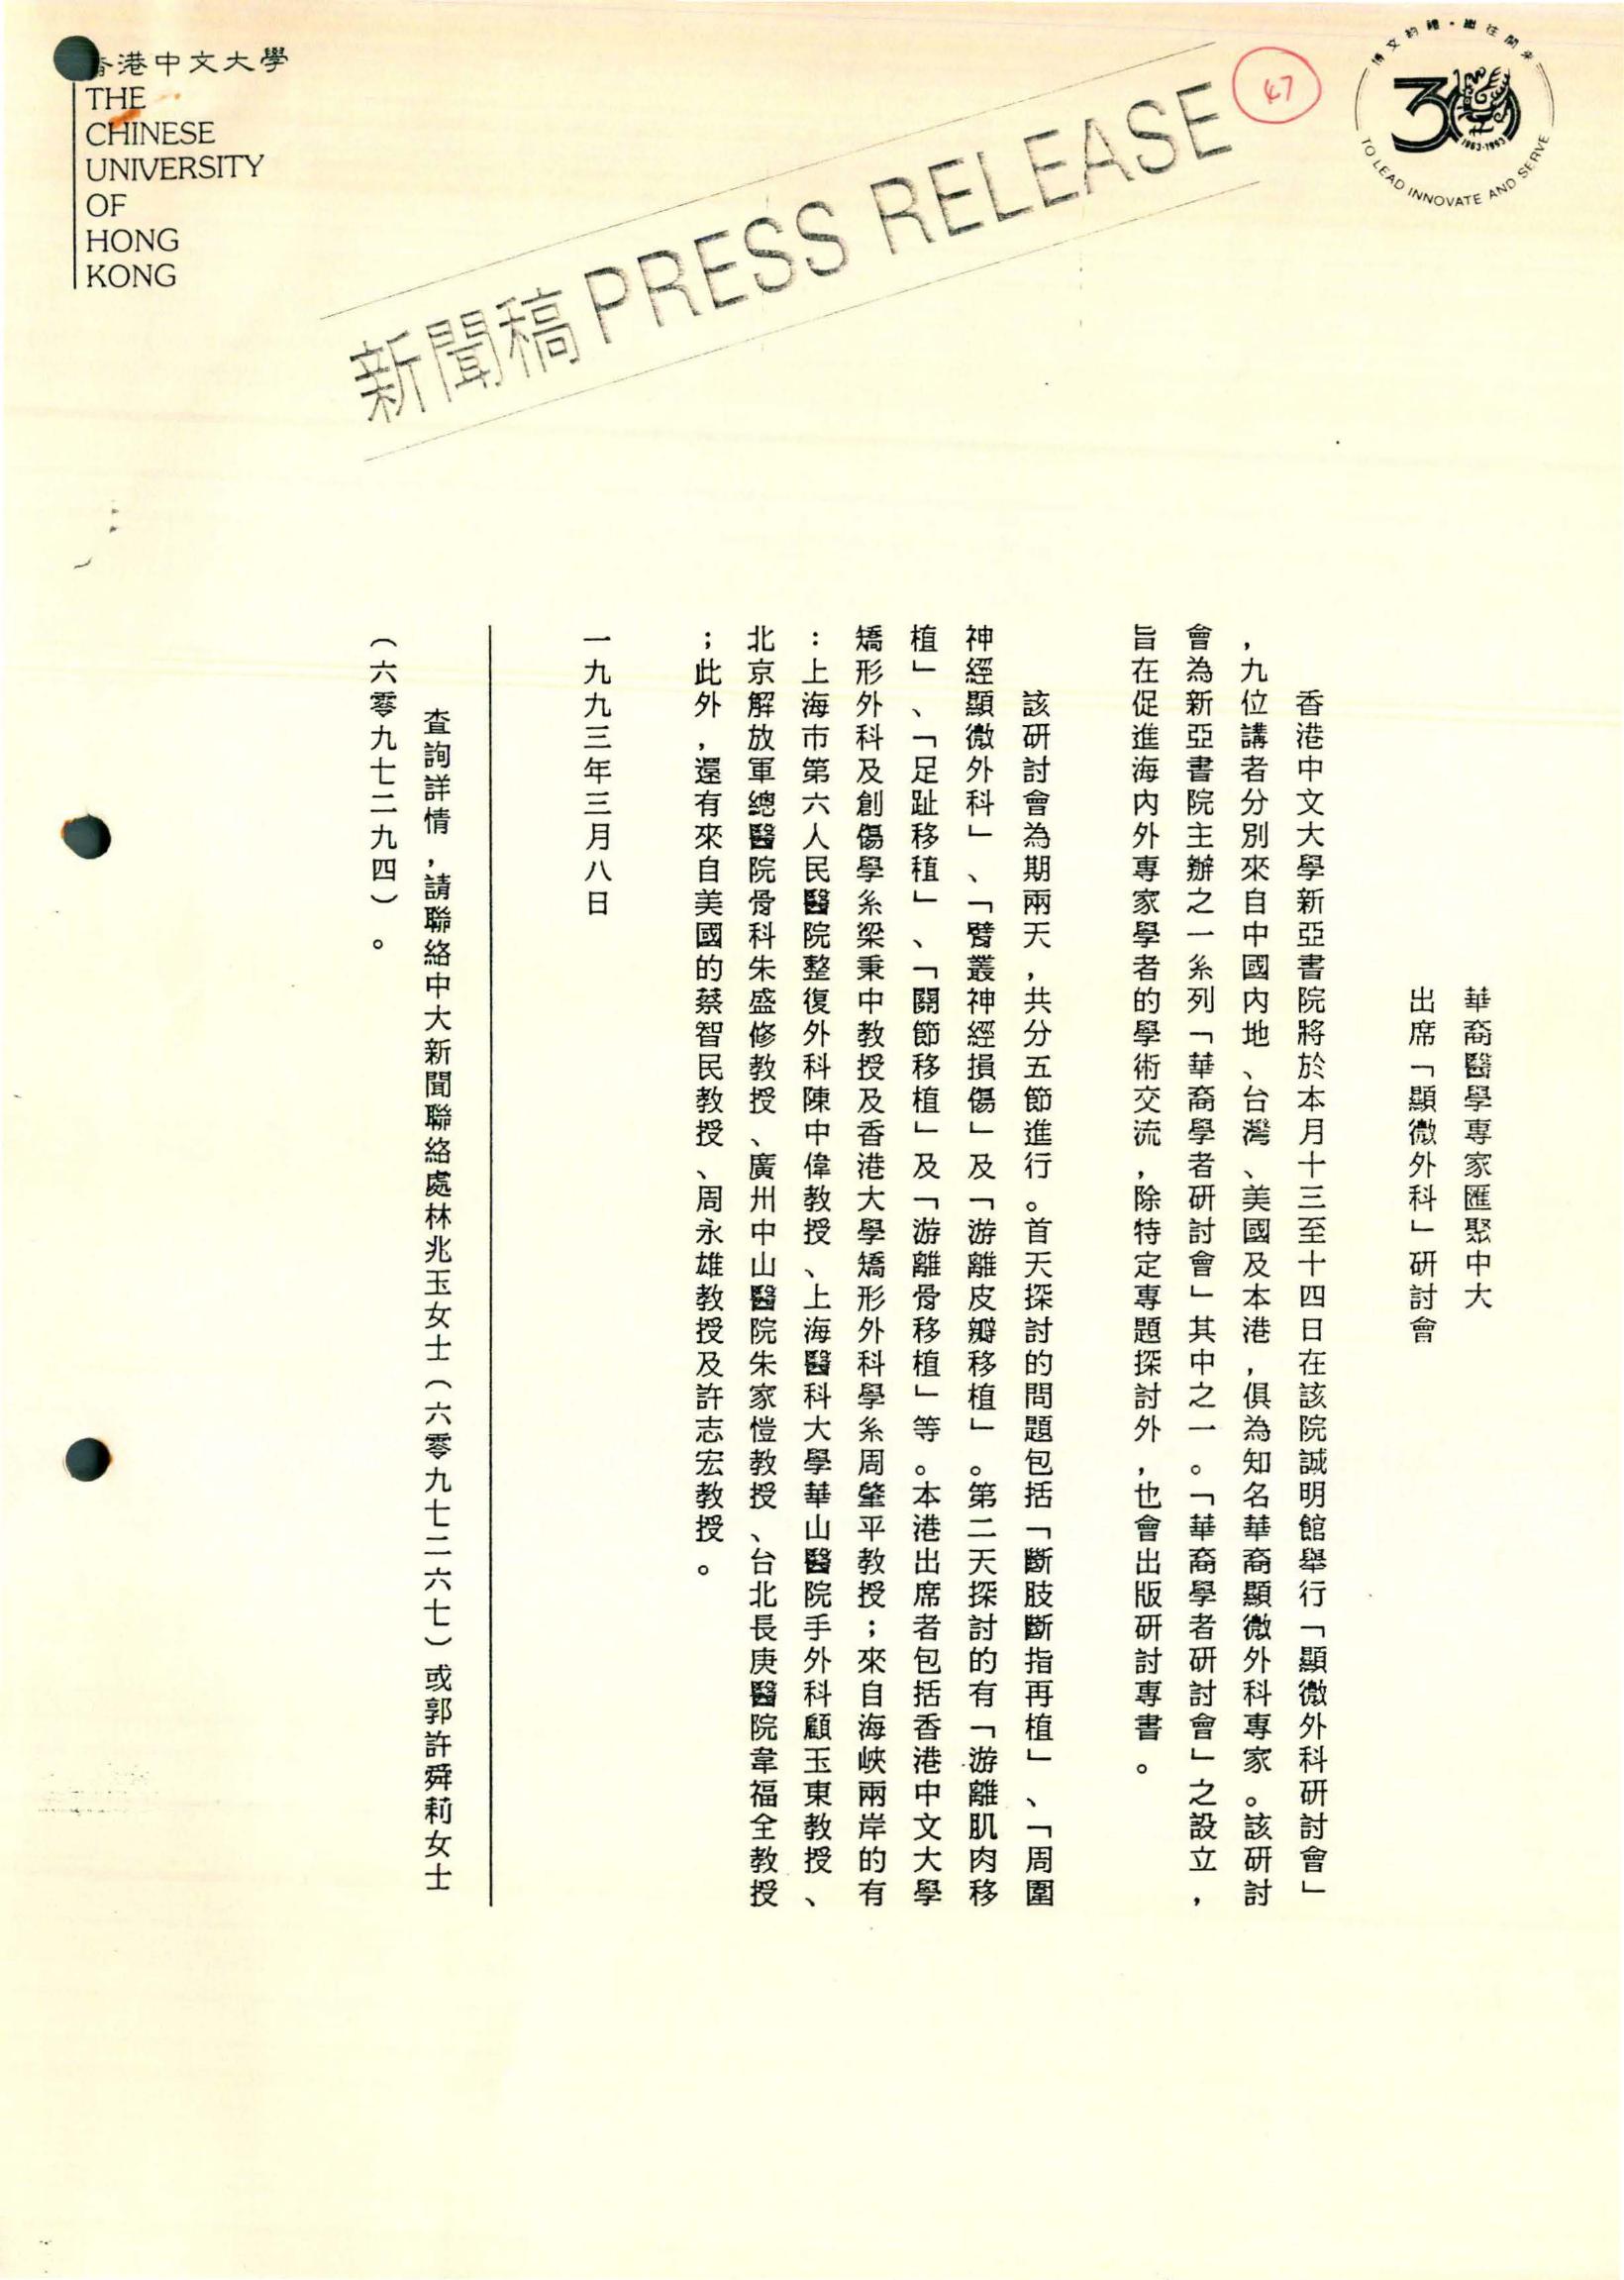 香港中文大學
THE
CHINESE
UNIVERSITY
OF
HONG
KONG
新聞稿 PRESS RELEASE
47
博文約禮·繼往開來
30
1963-1993
TO LEAD INNOVATE AND SERVE
華裔醫學專家匯聚中大
出席「顯微外科」研討會
香港中文大學新亞書院將於本月十三至十四日在該院誠明館舉行「顯微外科研討會」
，九位講者分別來自中國內地、台灣、美國及本港，俱為知名華裔顯微外科專家。該研討
會為新亞書院主辦之一系列「華裔學者研討會」其中之一。「華裔學者研討會」之設立，
旨在促進海內外專家學者的學術交流，除特定專題探討外，也會出版研討專書。
該研討會為期兩天，共分五節進行。首天探討的問題包括「斷肢斷指再植」、「周圍
神經顯微外科」、「臂叢神經損傷」及「游離皮瓣移植」。第二天探討的有「游離肌肉移
植」、「足趾移植」、「關節移植」及「游離骨移植」等。本港出席者包括香港中文大學
矯形外科及創傷學系梁秉中教授及香港大學矯形外科學系周肇平教授；來自海峽兩岸的有
：上海市第六人民醫院整復外科陳中偉教授、上海醫科大學華山醫院手外科顧玉東教授、
北京解放軍總醫院骨科朱盛修教授、廣州中山醫院朱家愷教授、台北長庚醫院韋福全教授
；此外，還有來自美國的蔡智民教授、周永雄教授及許志宏教授。
一九九三年三月八日
查詢詳情，請聯絡中大新聞聯絡處林兆玉女士（六零九七二六七）或郭許舜莉女士
（六零九七二九四）。